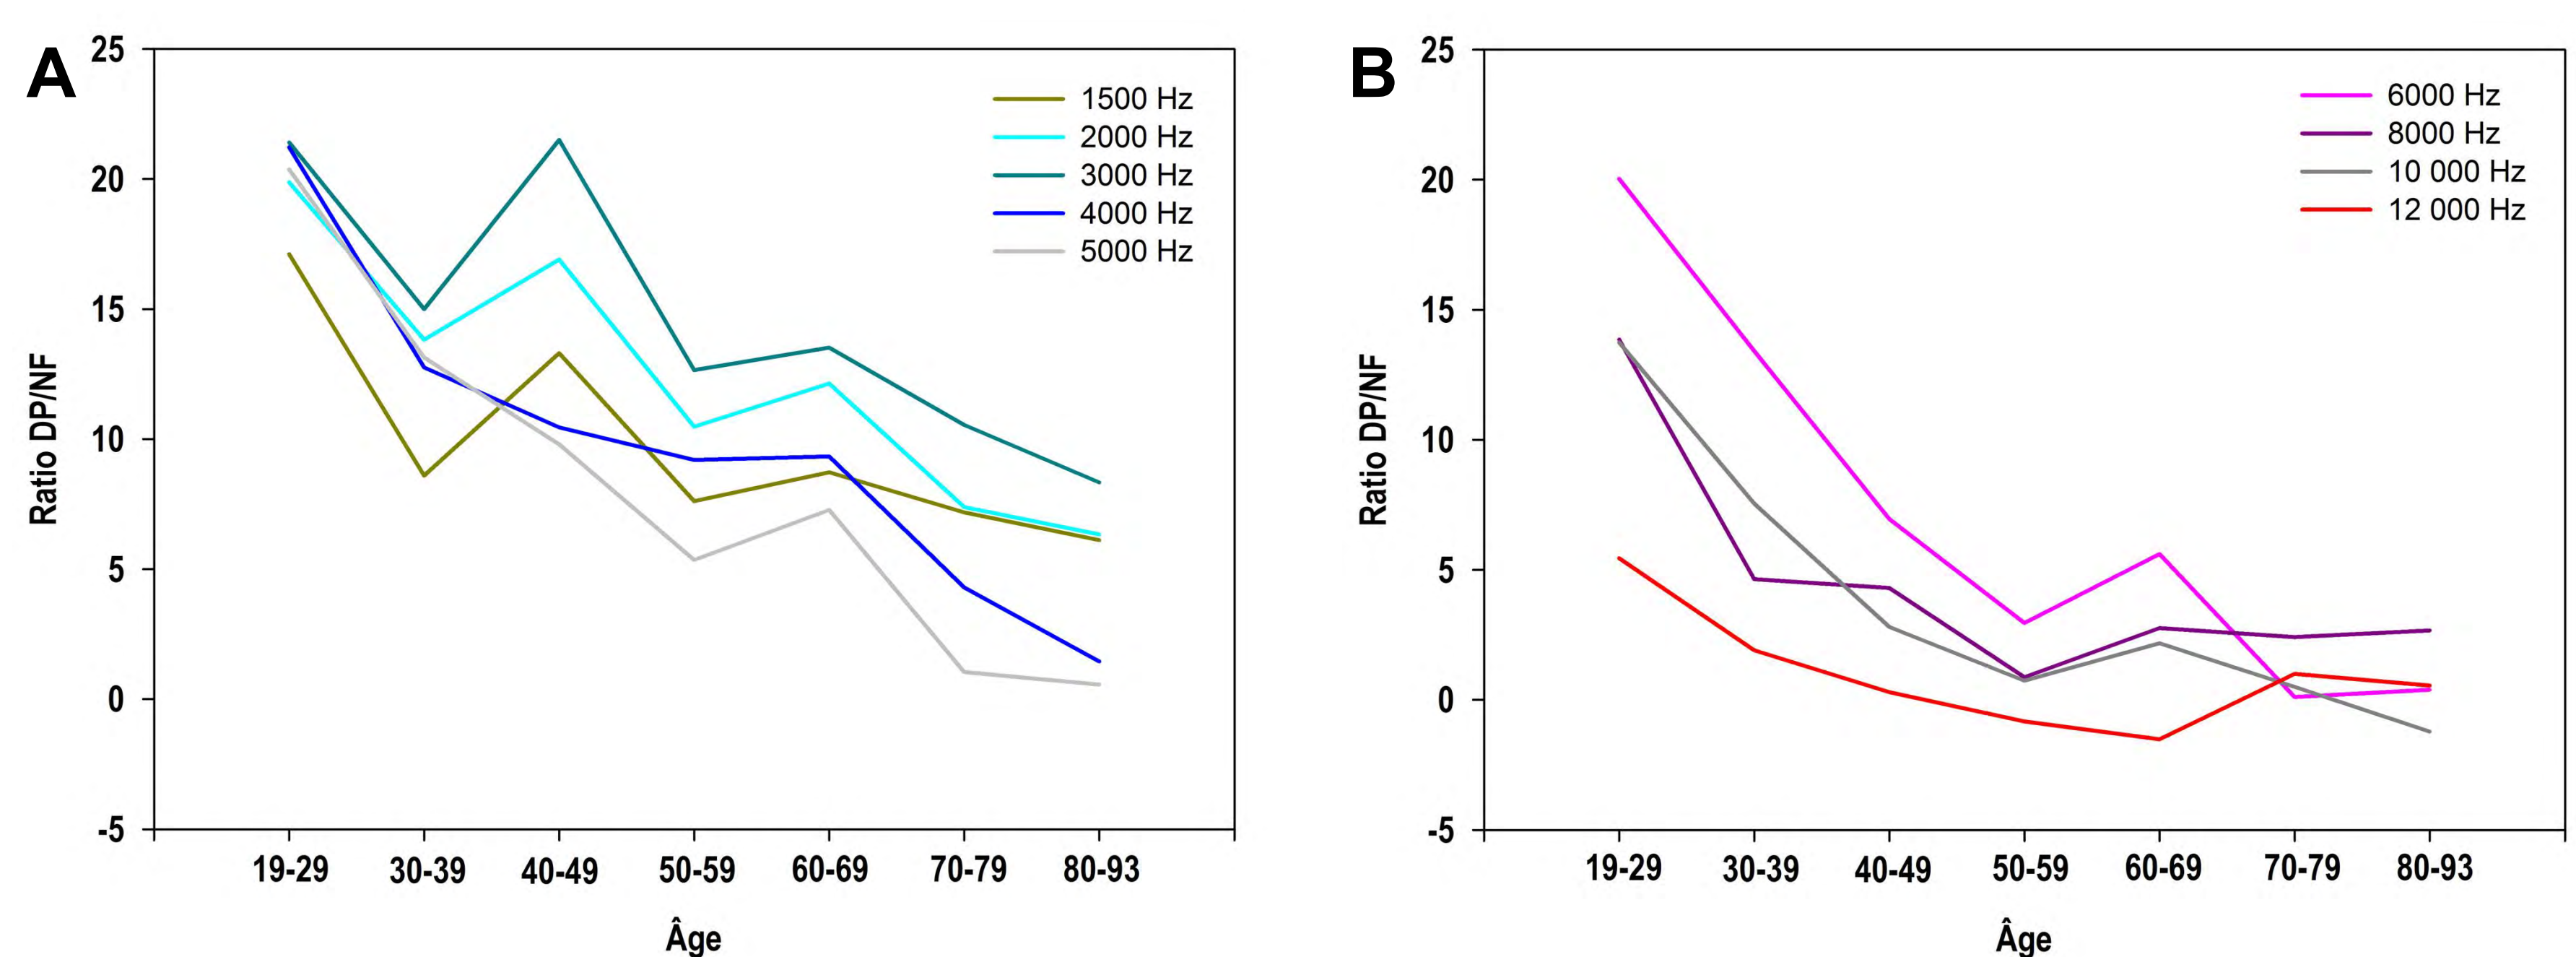 A
25
20
15
10
5
0
-5
Ratio DP/NF
1500 Hz
2000 Hz
3000 Hz
4000 Hz
5000 Hz
19-29 30-39 40-49 50-59 60-69 70-79 80-93
Âge
B
25
20
15
10
5
0
-5
Ratio DP/NF
6000 Hz
8000 Hz
10 000 Hz
12 000 Hz
19-29 30-39 40-49 50-59 60-69 70-79 80-93
Âge